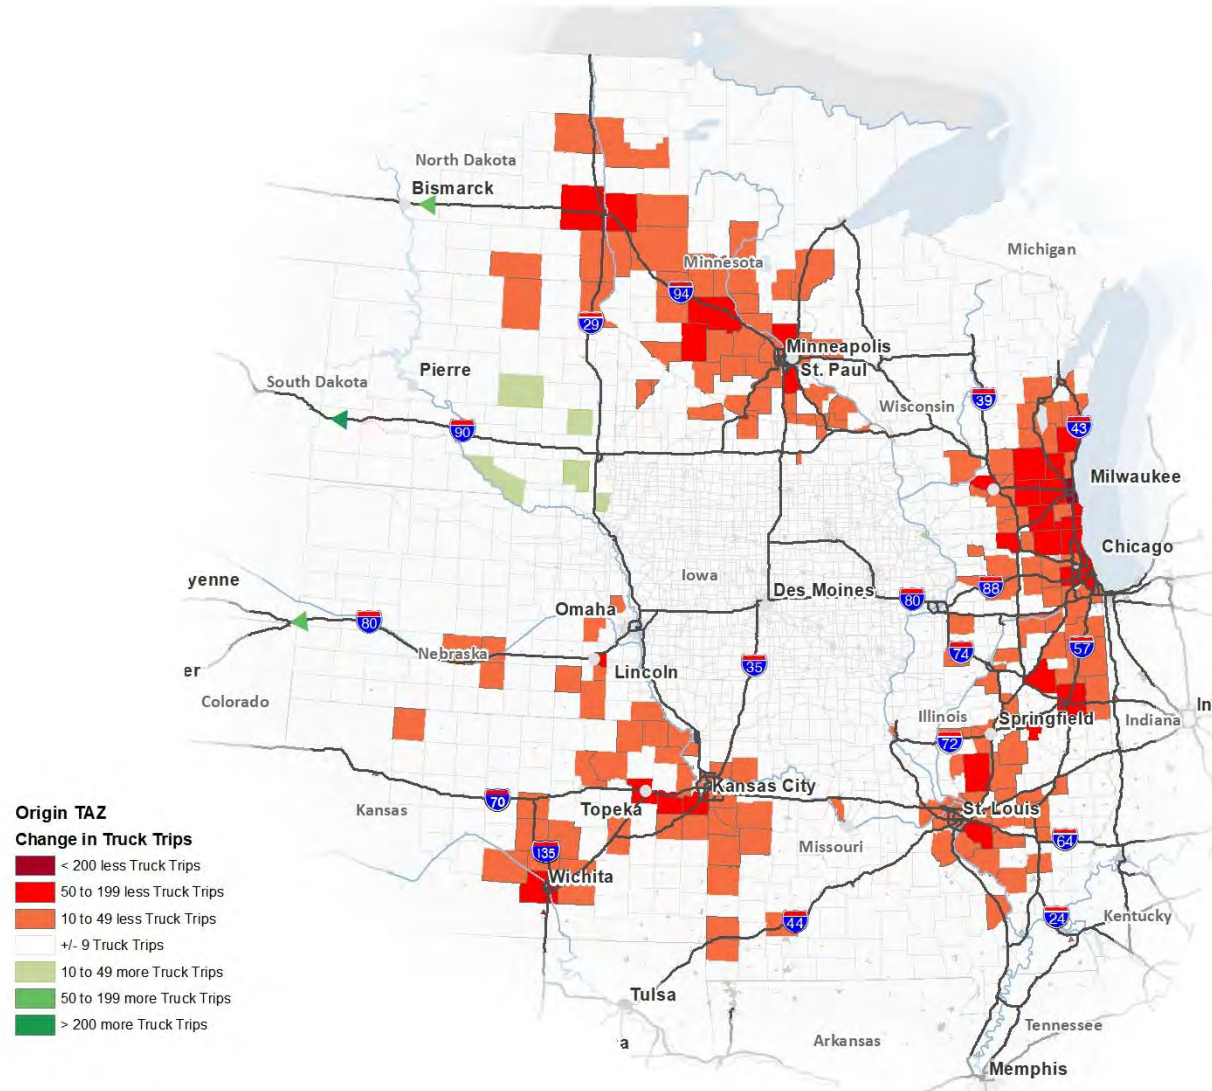 North Dakota
Bismarck
Michigan
Minnesota
94
29
Minneapolis
St. Paul
Pierre
South Dakota
39
Wisconsin
43
90
Milwaukee
Chicago
yenne
Iowa
88
Des Moines
80
Omaha
80
Nebraska
74
57
35
er
Lincoln
Colorado
Illinois
Springfield
Indiana
In
72
Kansas City
70
Topeka
St. Louis
Kansas
64
Missouri
135
Wichita
44
24
Kentucky
Tulsa
Tennessee
a
Arkansas
Memphis
Origin TAZ
Change in Truck Trips
< 200 less Truck Trips
50 to 199 less Truck Trips
10 to 49 less Truck Trips
+/- 9 Truck Trips
10 to 49 more Truck Trips
50 to 199 more Truck Trips
> 200 more Truck Trips